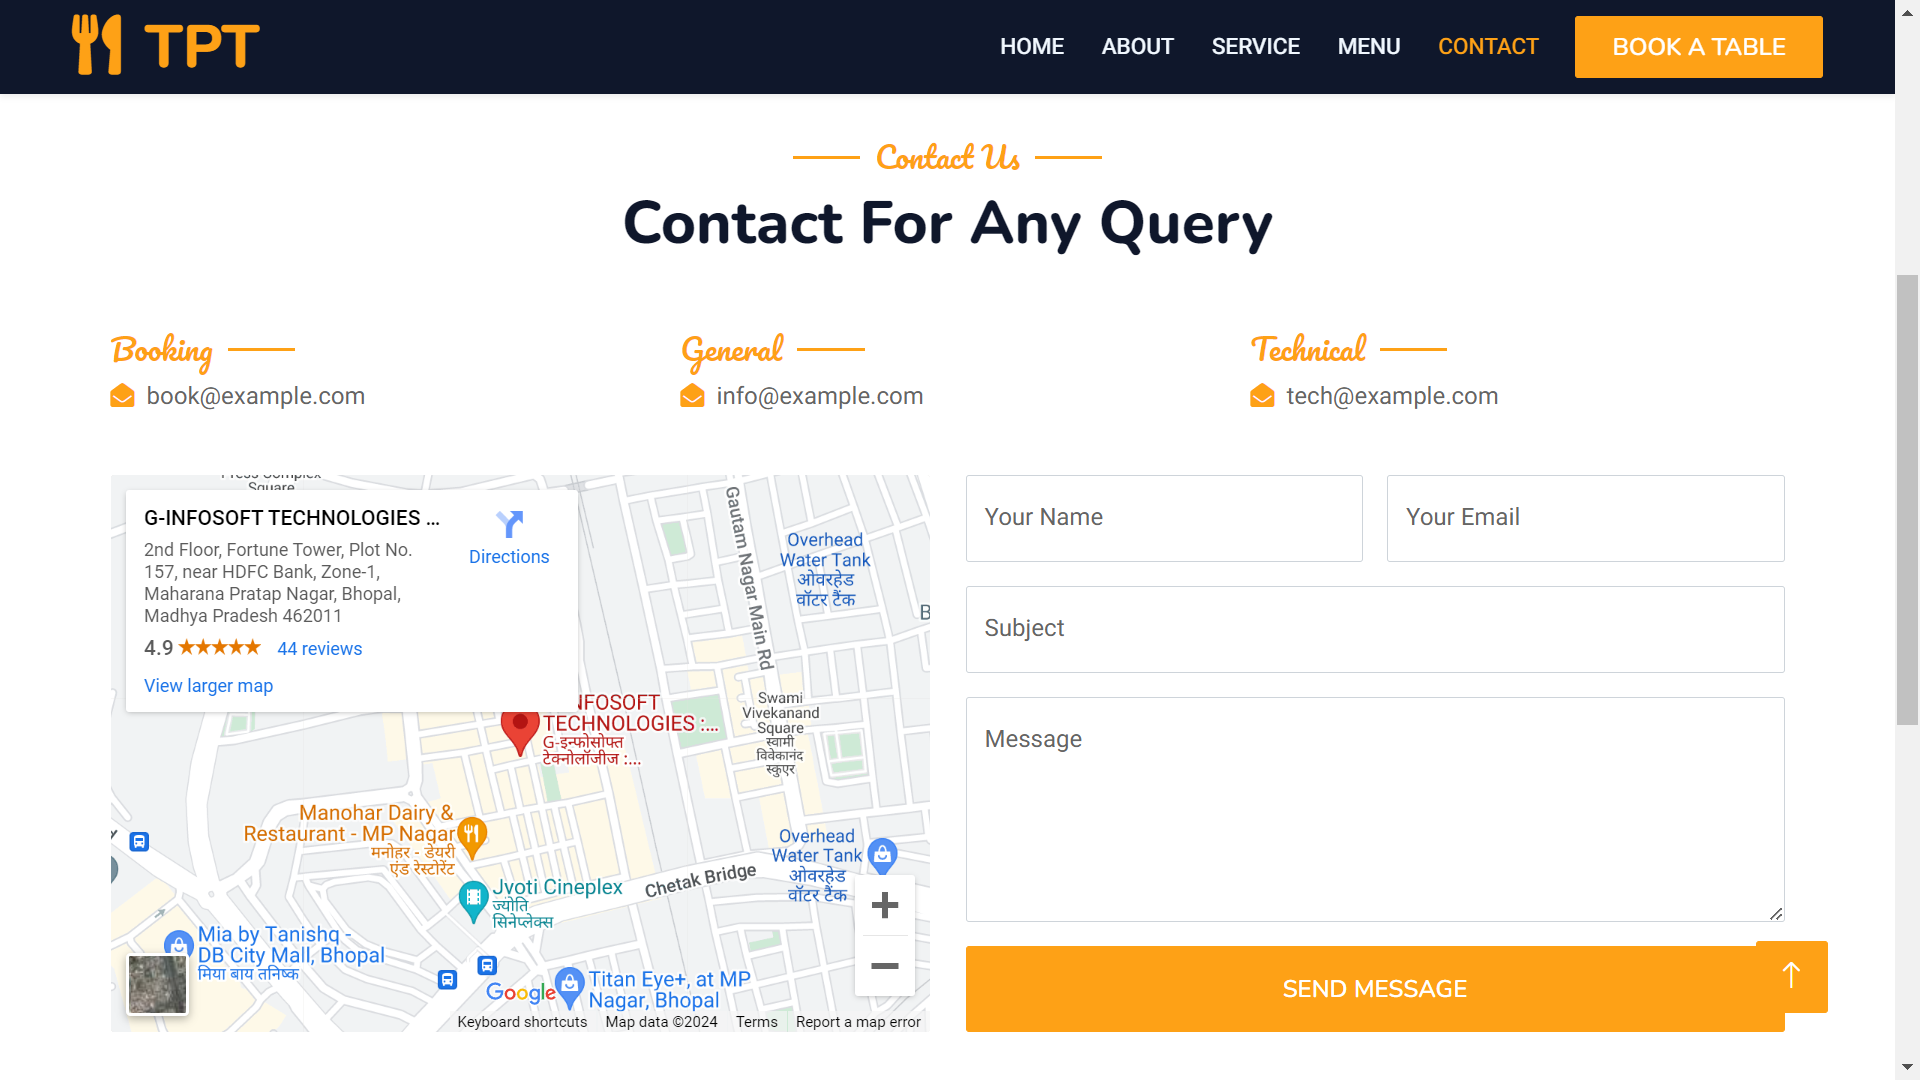 TPT
HOME
ABOUT
SERVICE
MENU
CONTACT
BOOK A TABLE
Contact Us
Contact For Any Query
Booking
book@example.com
General
info@example.com
Technical
tech@example.com
Square
G-INFOSOFT TECHNOLOGIES ...
2nd Floor, Fortune Tower, Plot No.
157, near HDFC Bank, Zone-1,
Maharana Pratap Nagar, Bhopal,
Madhya Pradesh 462011
4.9
44 reviews
Directions
View larger map
Gautam Nagar Main Rd
Overhead
Water Tank
ओवरहेड
वॉटर टैंक
B
NFOSOFT
TECHNOLOGIES :...
G-इन्फोसोफ्त
टेक्नोलॉजीज :...
Swami
Vivekanand
Square
स्वामी
विवेकानंद
स्कुएर
Manohar Dairy &
Restaurant - MP Nagar
मनोहर - डेयरी
एंड रेस्टोरेंट
Overhead
Water Tank
ओवरहेड
वॉटर टैंक
Jyoti Cineplex
ज्योति
सिनेप्लेक्स
Chetak Bridge
Mia by Tanishq -
DB City Mall, Bhopal
मिया बाय तनिष्क
Titan Eye+, at MP
Nagar, Bhopal
Google
Keyboard shortcuts
Map data ©2024
Terms
Report a map error
Your Name
Your Email
Subject
Message
SEND MESSAGE